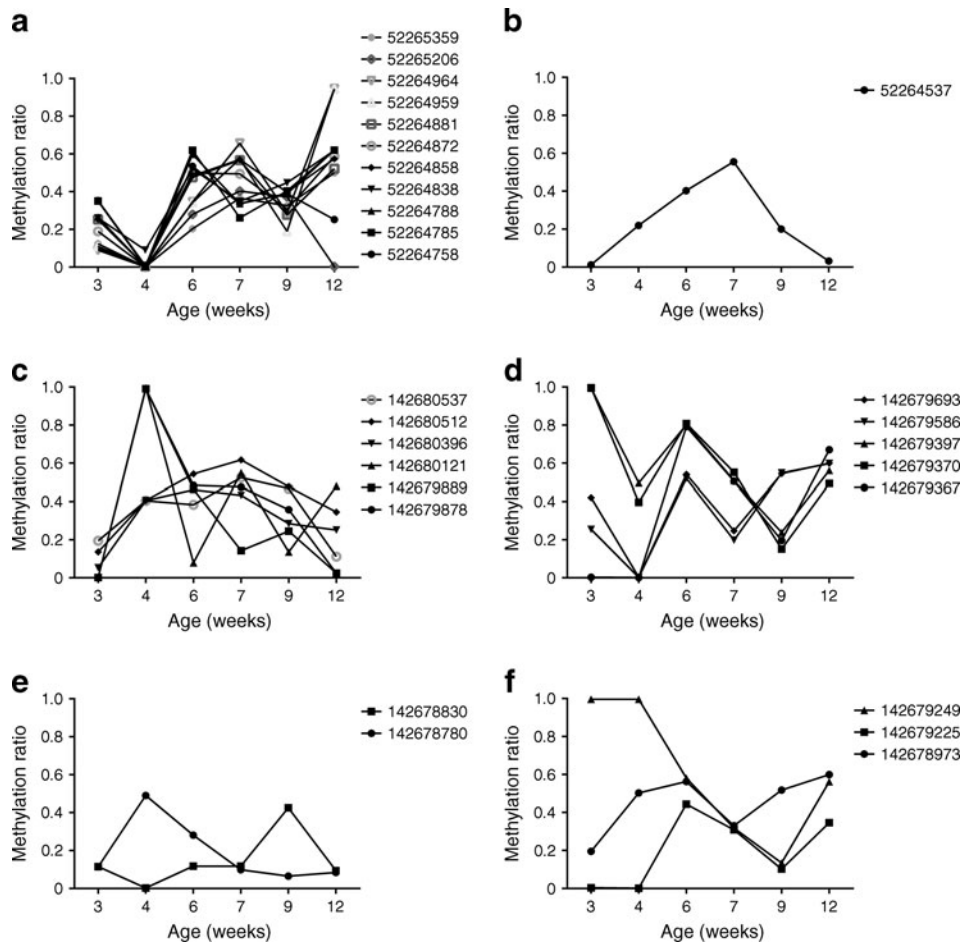 a
52265359
52265206
52264964
52264959
52264881
52264872
52264858
52264838
52264788
52264785
52264758
Methylation ratio
1.0
0.8
0.6
0.4
0.2
0
3 4 6 7 9 12
Age (weeks)
b
52264537
Methylation ratio
1.0
0.8
0.6
0.4
0.2
0
3 4 6 7 9 12
Age (weeks)
c
142680537
142680512
142680396
142680121
142679889
142679878
Methylation ratio
1.0
0.8
0.6
0.4
0.2
0
3 4 6 7 9 12
Age (weeks)
d
142679693
142679586
142679397
142679370
142679367
Methylation ratio
1.0
0.8
0.6
0.4
0.2
0
3 4 6 7 9 12
Age (weeks)
e
142678830
142678780
Methylation ratio
1.0
0.8
0.6
0.4
0.2
0
3 4 6 7 9 12
Age (weeks)
f
142679249
142679225
142678973
Methylation ratio
1.0
0.8
0.6
0.4
0.2
0
3 4 6 7 9 12
Age (weeks)